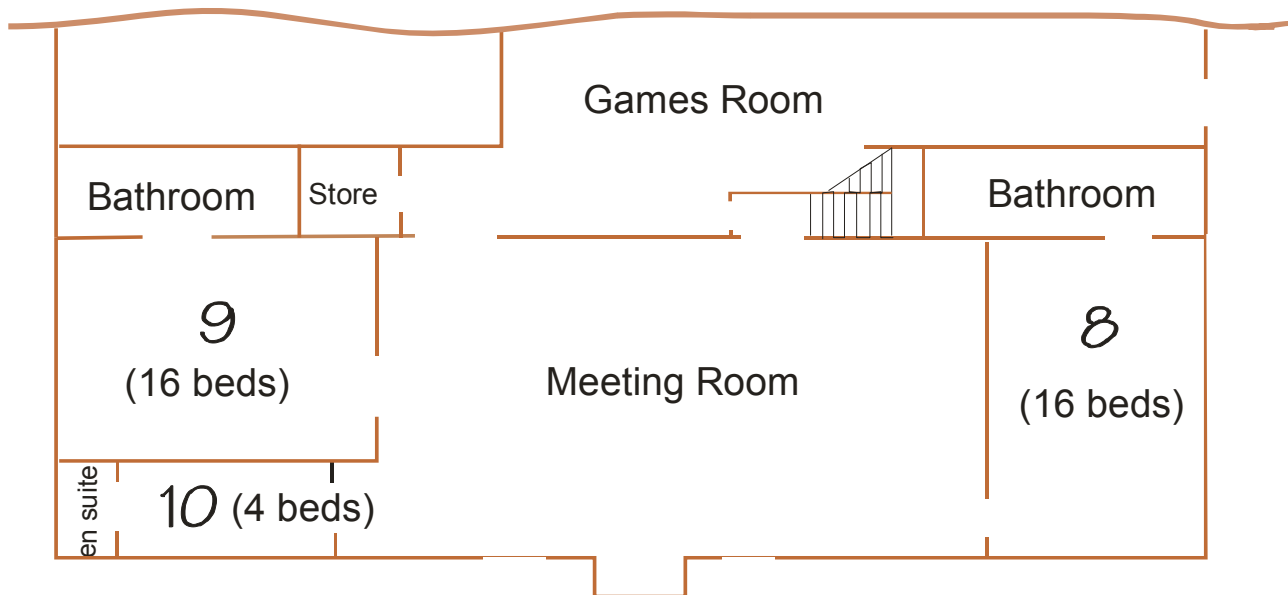 Games Room
Bathroom
Store
Bathroom
9
(16 beds)
8
(16 beds)
Meeting Room
en suite
10 (4 beds)